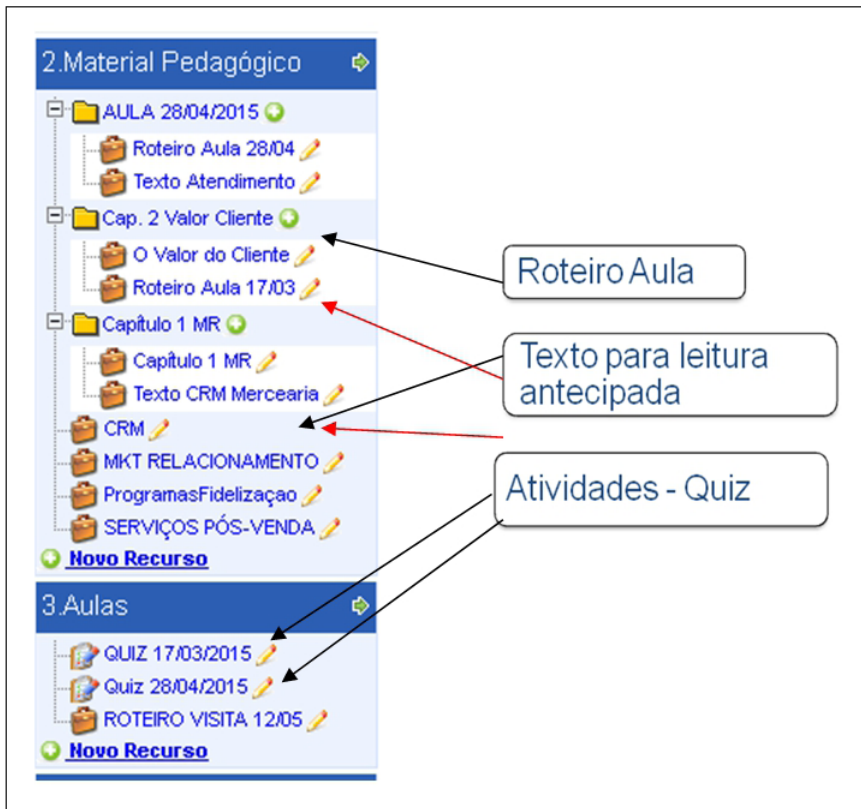 2.Material Pedagógico
AULA 28/04/2015
Roteiro Aula 28/04
Texto Atendimento
Cap. 2 Valor Cliente
O Valor do Cliente
Roteiro Aula 17/03
Capítulo 1 MR
Capítulo 1 MR
Texto CRM Mercearia
CRM
MKT RELACIONAMENTO
ProgramasFidelizaçao
SERVIÇOS PÓS-VENDA
Novo Recurso
3.Aulas
QUIZ 17/03/2015
Quiz 28/04/2015
ROTEIRO VISITA 12/05
Novo Recurso
Roteiro Aula
Texto para leitura
antecipada
Atividades - Quiz